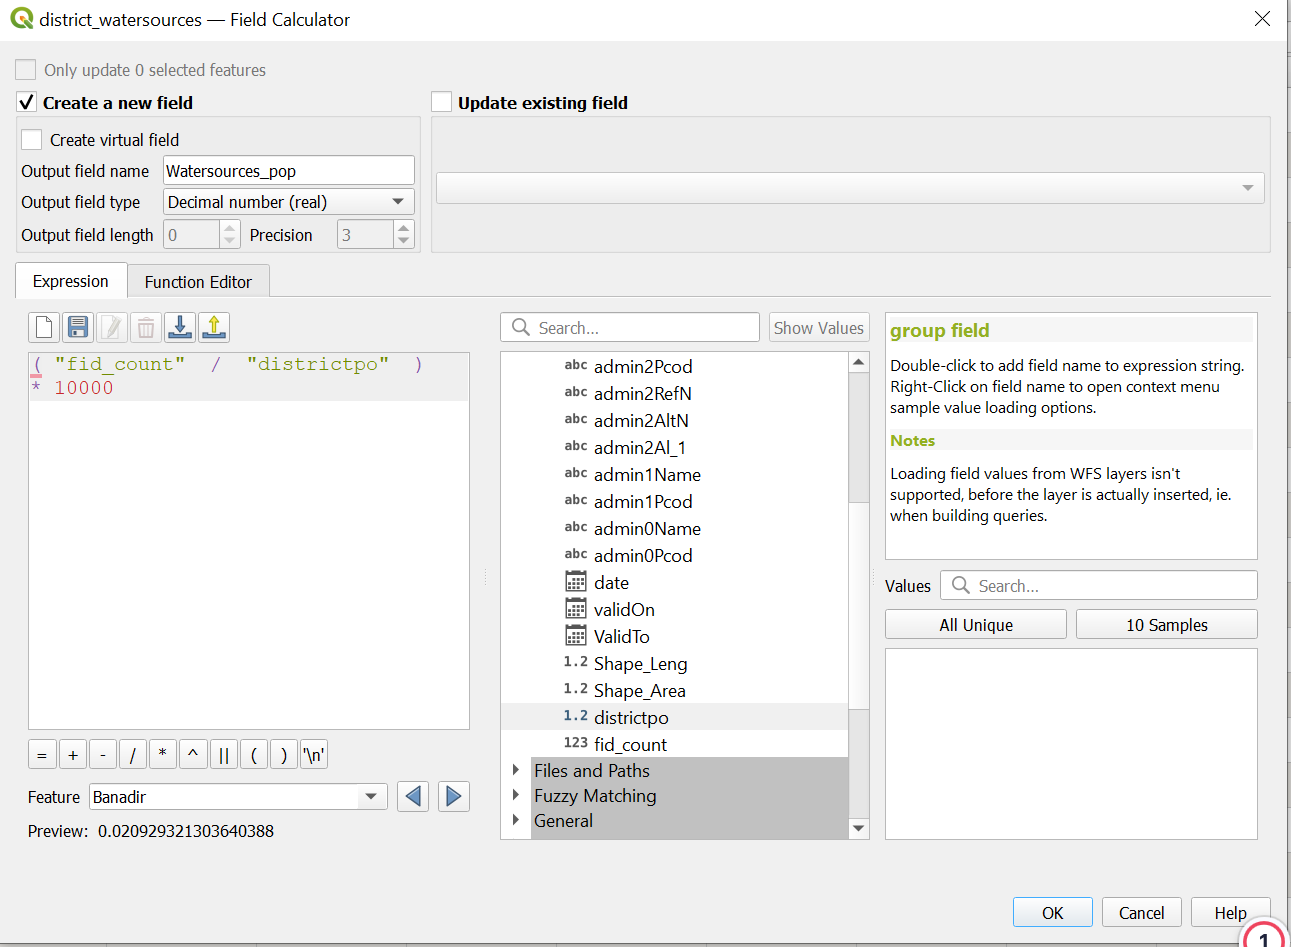 district_watersources — Field Calculator
Only update 0 selected features
Create a new field
Update existing field
Create virtual field
Output field name Watersources_pop
Output field type Decimal number (real)
Output field length 0 Precision 3
Expression Function Editor
Search... Show Values
( "fid_count" / "districtpo" )
* 10000
= + - / * ^ || ( ) '\n'
Feature Banadir
Preview: 0.020929321303640388
abc admin2Pcod
abc admin2RefN
abc admin2AltN
abc admin2Al_1
abc admin1Name
abc admin1Pcod
abc admin0Name
abc admin0Pcod
date
validOn
ValidTo
1.2 Shape_Leng
1.2 Shape_Area
1.2 districtpo
123 fid_count
Files and Paths
Fuzzy Matching
General
group field
Double-click to add field name to expression string.
Right-Click on field name to open context menu
sample value loading options.
Notes
Loading field values from WFS layers isn't
supported, before the layer is actually inserted, ie.
when building queries.
Values Search...
All Unique 10 Samples
OK Cancel Help
1